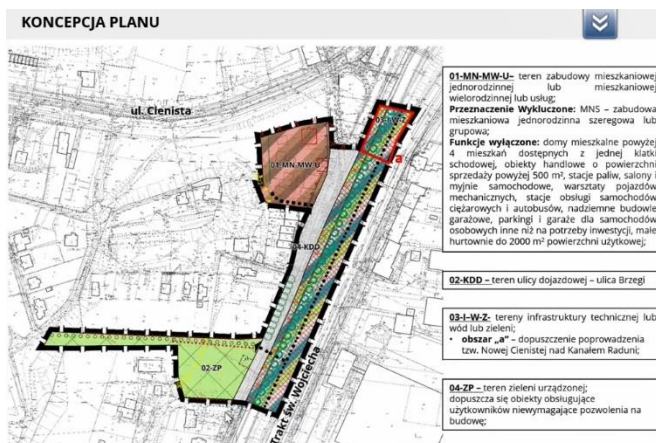 KONCEPCJA PLANU
ul. Cienista
03-I-W-Z
a
01-MN-MW-U
04-KDD
02-ZP
Trakt św. Wojciecha
01-MN-MW-U– teren zabudowy mieszkaniowej
jednorodzinnej lub mieszkaniowej
wielorodzinnej lub usług;
Przeznaczenie Wykluczone: MNS – zabudowa
mieszkaniowa jednorodzinna szeregowa lub
grupowa;
Funkcje wyłączone: domy mieszkalne powyżej
4 mieszkań dostępnych z jednej klatki
schodowej, obiekty handlowe o powierzchni
sprzedaży powyżej 500 m², stacje paliw, salony i
myjnie samochodowe, warsztaty pojazdów
mechanicznych, stacje obsługi samochodów
ciężarowych i autobusów, nadziemne budowle
garażowe, parkingi i garaże dla samochodów
osobowych inne niż na potrzeby inwestycji, małe
hurtownie do 2000 m² powierzchni użytkowej;
02-KDD – teren ulicy dojazdowej – ulica Brzegi
03-I-W-Z- tereny infrastruktury technicznej lub
wód lub zieleni;
• obszar „a” – dopuszczenie poprowadzenia
tzw. Nowej Cienistej nad Kanałem Raduni;
04-ZP – teren zieleni urządzonej;
dopuszcza się obiekty obsługujące
użytkowników niewymagające pozwolenia na
budowę;